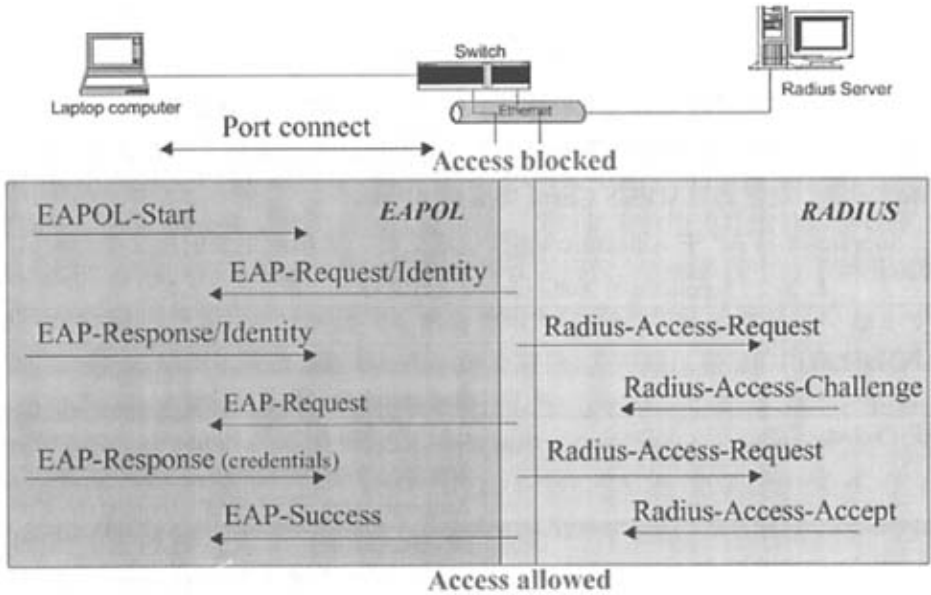 Switch
Laptop computer
Radius Server
Ethernet
Port connect
Access blocked
EAPOL-Start
EAPOL
RADIUS
EAP-Request/Identity
EAP-Response/Identity
Radius-Access-Request
EAP-Request
Radius-Access-Challenge
EAP-Response (credentials)
Radius-Access-Request
EAP-Success
Radius-Access-Accept
Access allowed